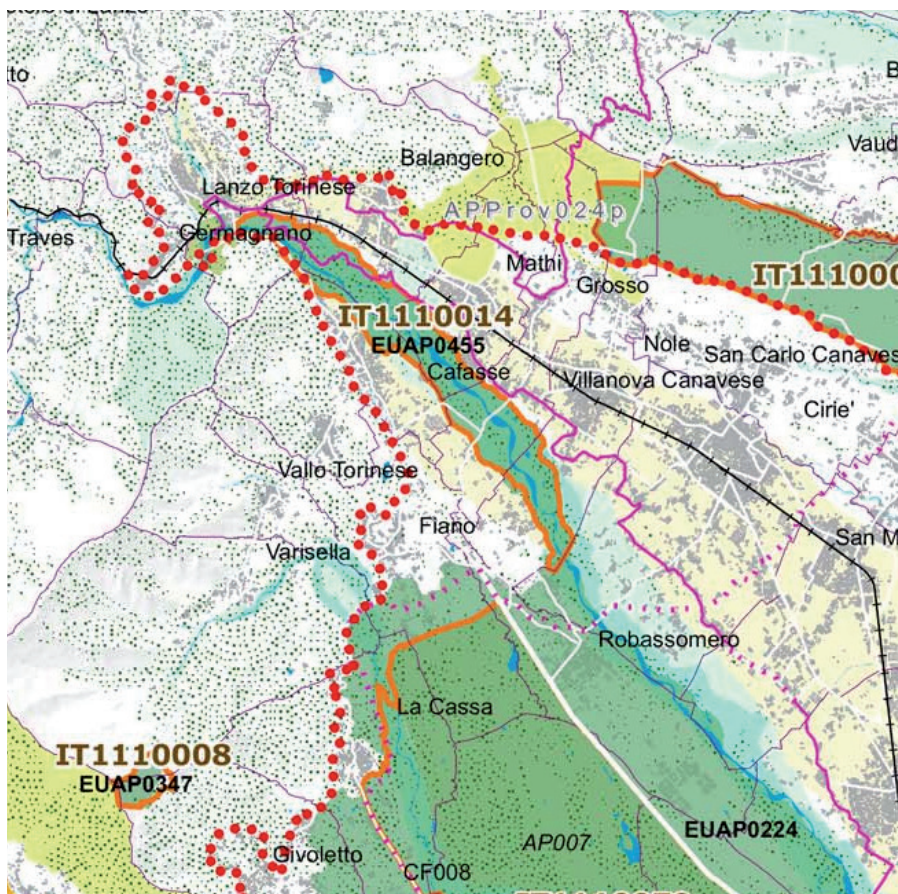 tto
B
Vaud
Balangero
Lanzo Torinese
APProv024p
Traves
Germagnano
Mathi
IT111000
Grosso
IT1110014
EUAP0455
Nole
San Carlo Canaves
Cafasse
Villanova Canavese
Cirie'
Vallo Torinese
Fiano
San M
Varisella
Robassomero
La Cassa
IT1110008
EUAP0347
EUAP0224
Givoletto
AP007
CF008